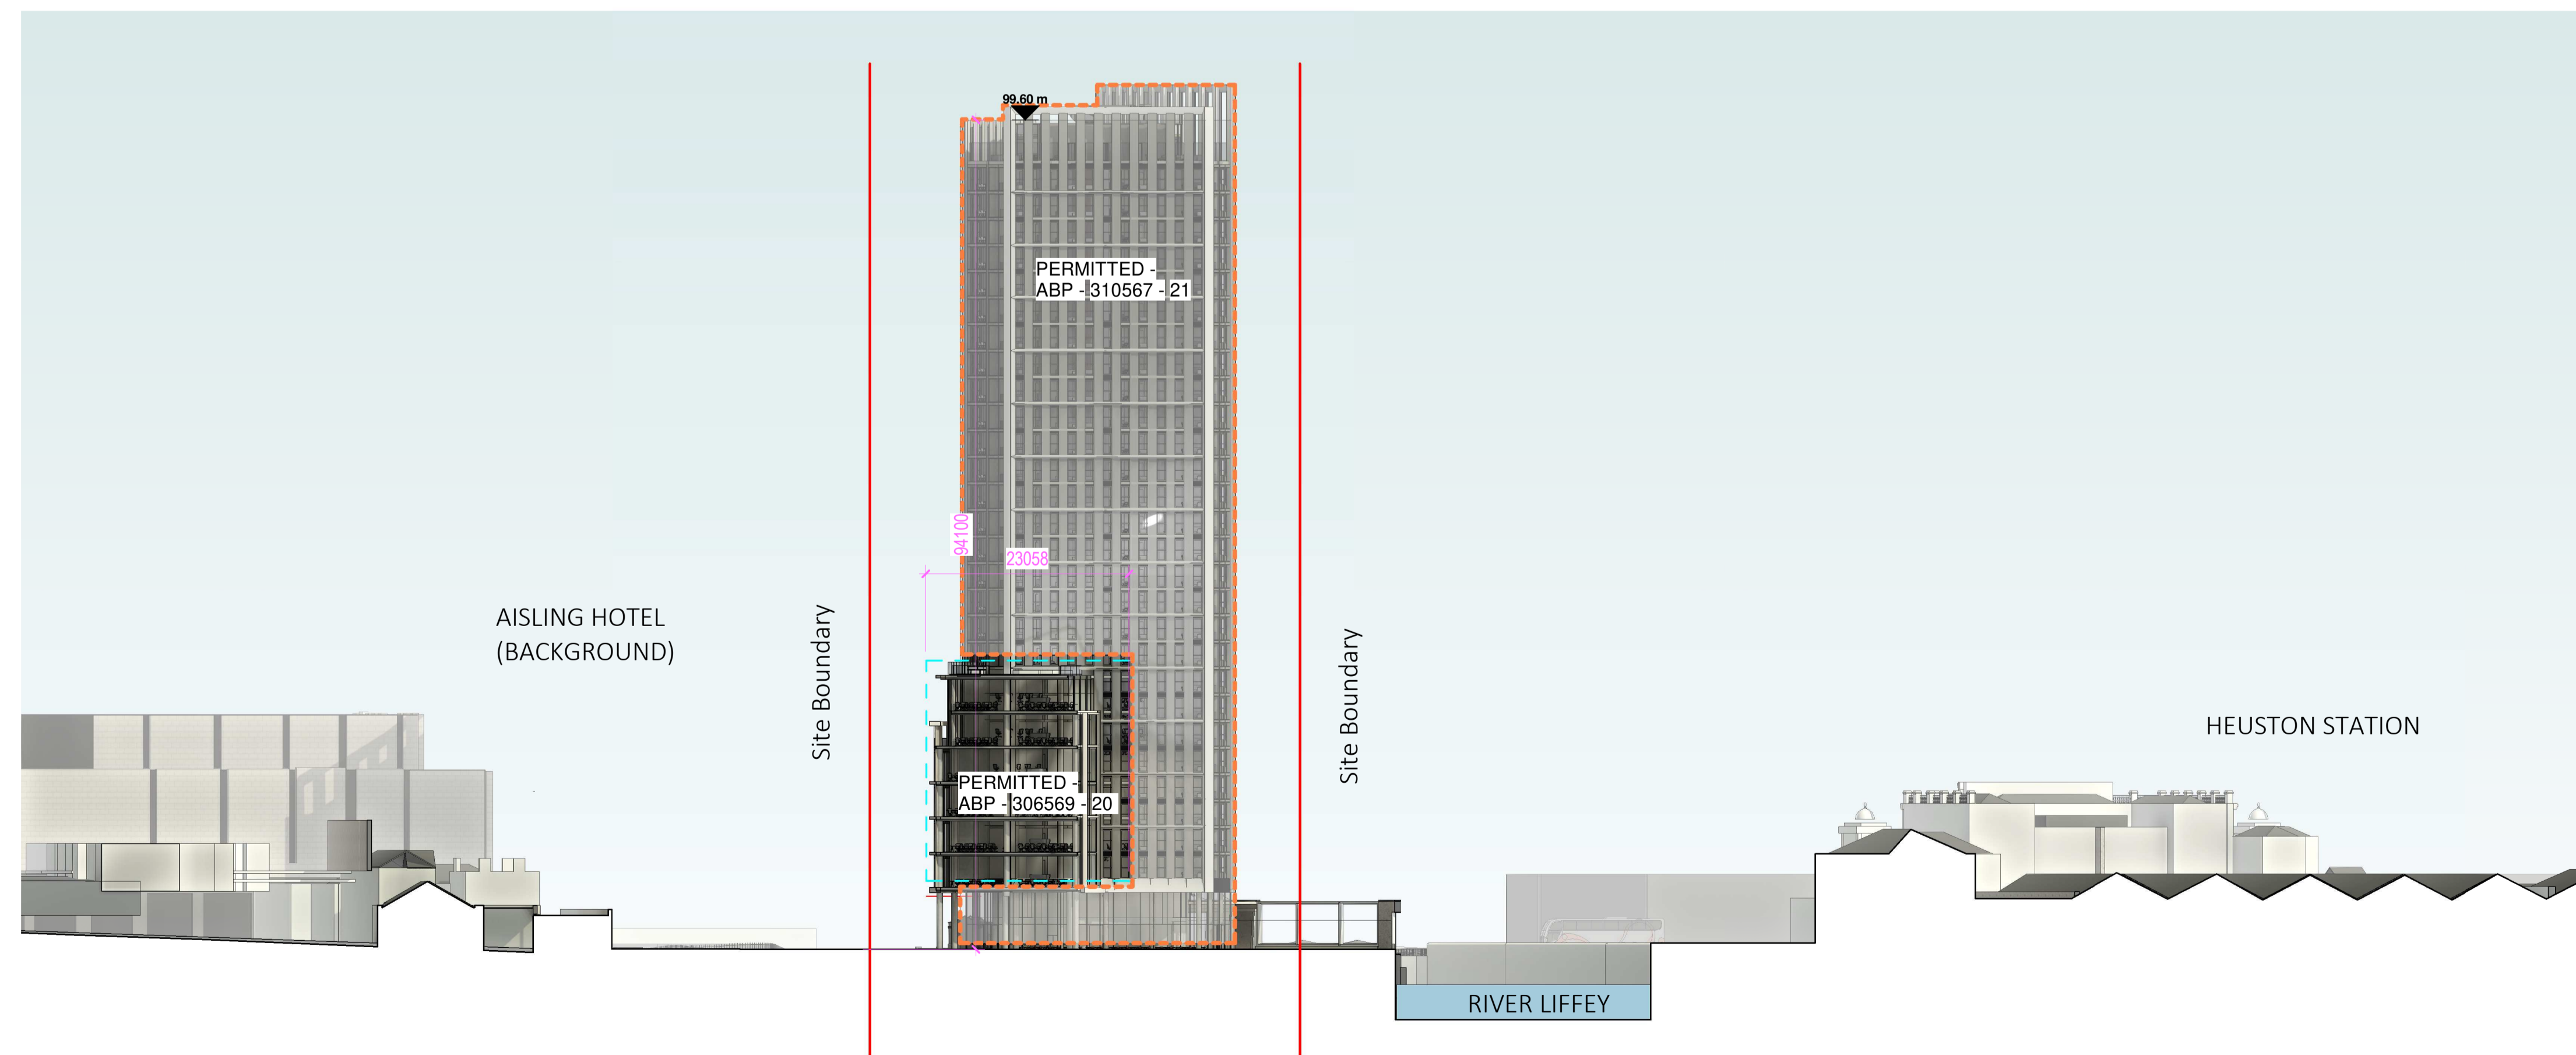 99.60 m
PERMITTED -
ABP - 310567 - 21
94100
23058
AISLING HOTEL
(BACKGROUND)
Site Boundary
Site Boundary
HEUSTON STATION
PERMITTED -
ABP - 306569 - 20
RIVER LIFFEY